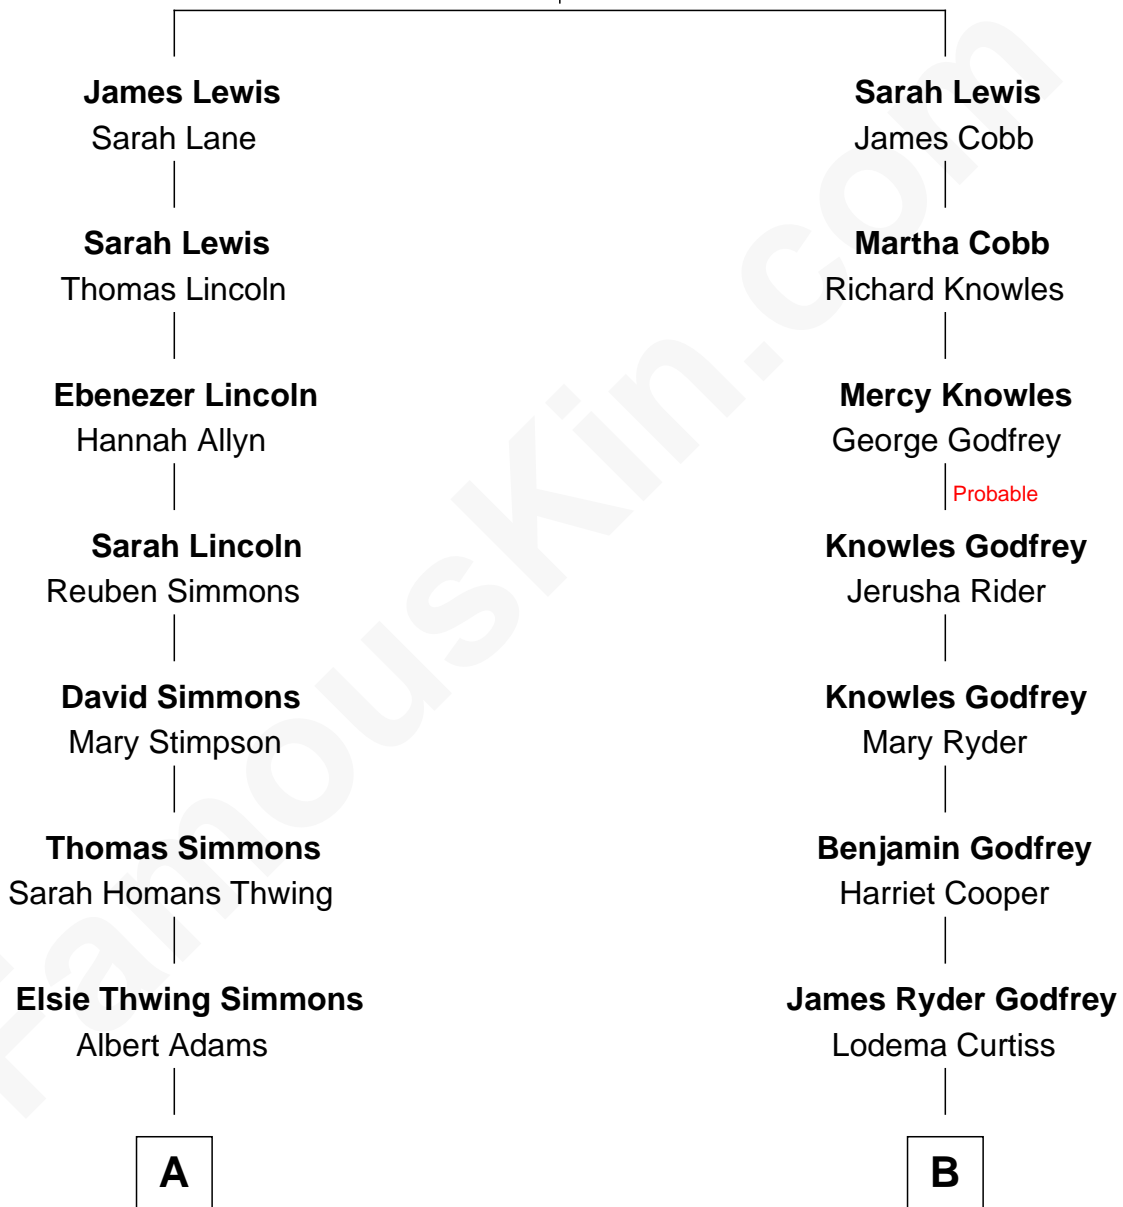 James Lewis
Sarah Lane
Sarah Lewis
Thomas Lincoln
Ebenezer Lincoln
Hannah Allyn
Sarah Lincoln
Reuben Simmons
David Simmons
Mary Stimpson
Thomas Simmons
Sarah Homans Thwing
Elsie Thwing Simmons
Albert Adams
A
Sarah Lewis
James Cobb
Martha Cobb
Richard Knowles
Mercy Knowles
George Godfrey
Probable
Knowles Godfrey
Jerusha Rider
Knowles Godfrey
Mary Ryder
Benjamin Godfrey
Harriet Cooper
James Ryder Godfrey
Lodema Curtiss
B
FamousKin.com